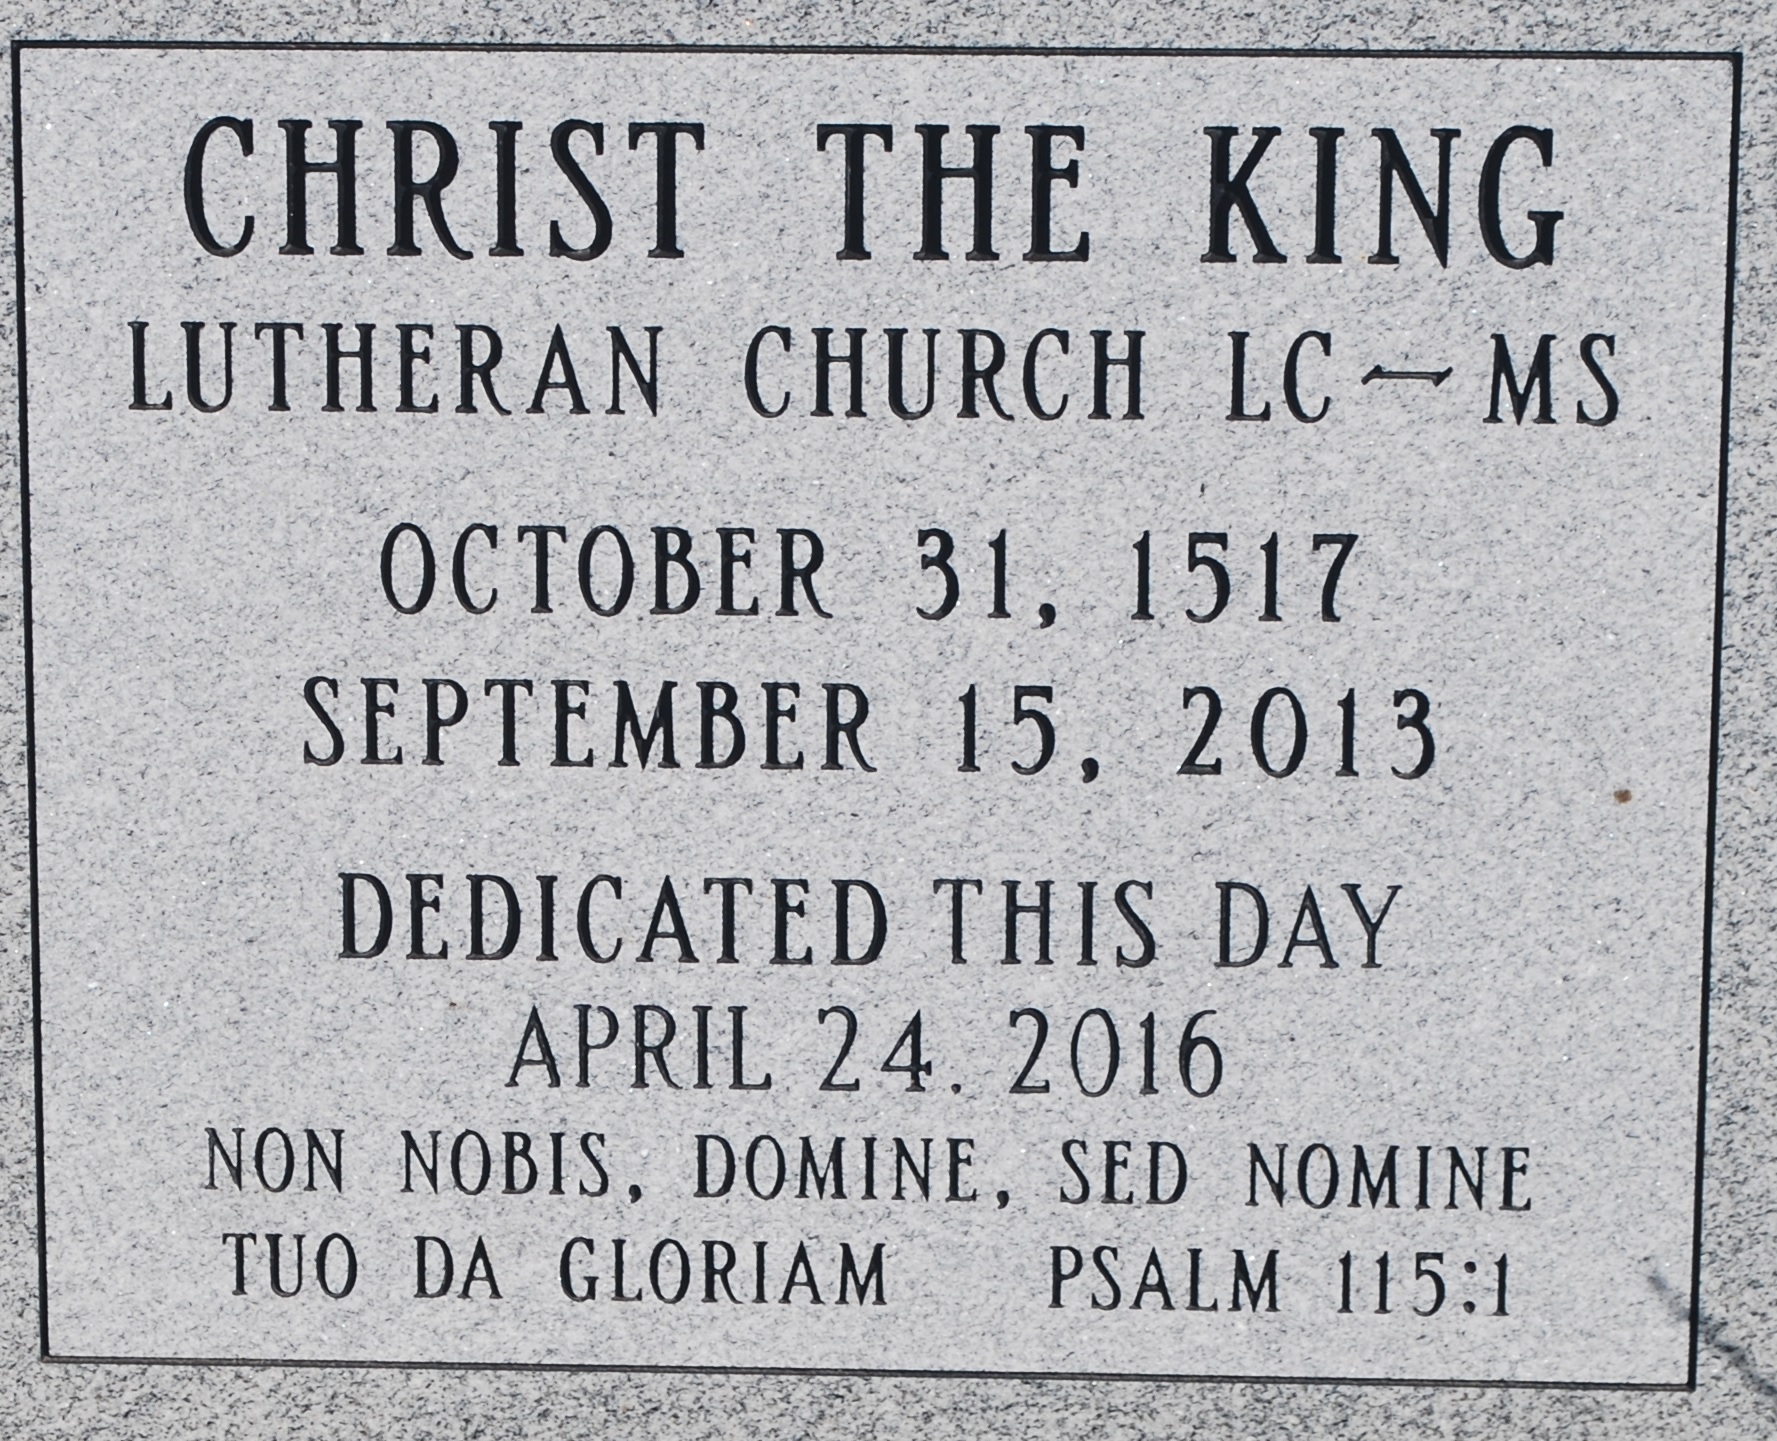 CHRIST THE KING
LUTHERAN CHURCH LC~MS
OCTOBER 31, 1517
SEPTEMBER 15, 2013
DEDICATED THIS DAY
APRIL 24. 2016
NON NOBIS, DOMINE, SED NOMINE
TUO DA GLORIAM PSALM 115:1